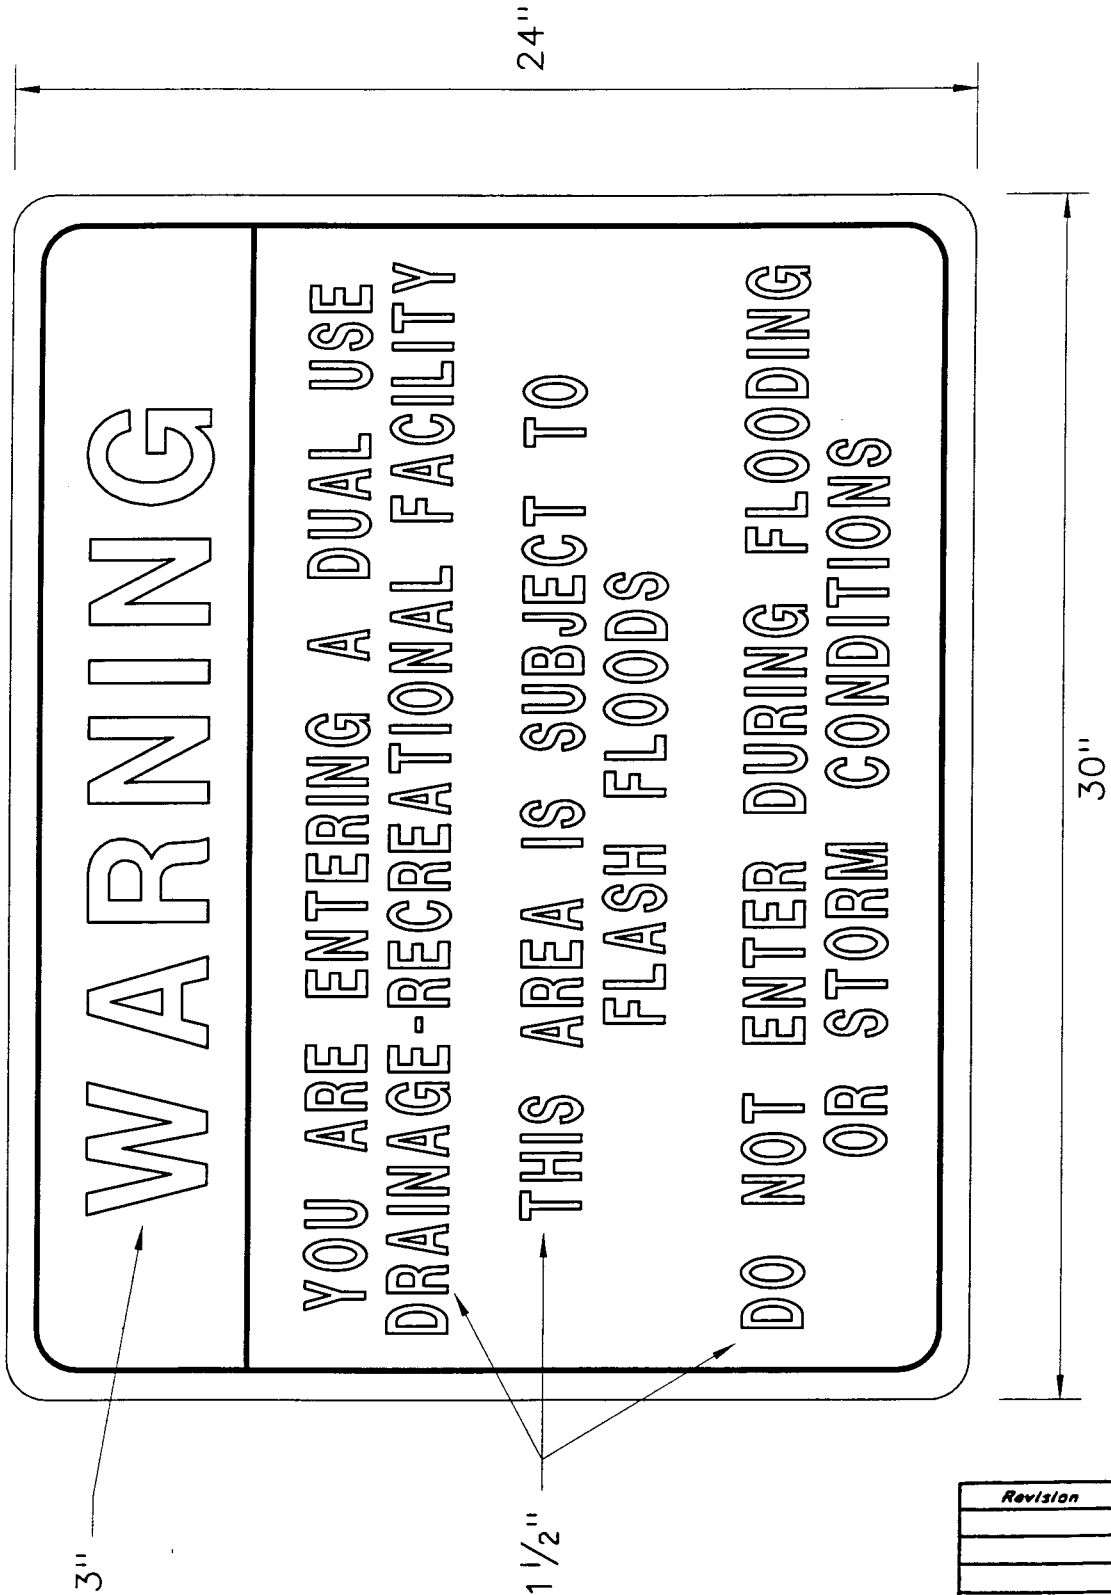 WARNING
YOU ARE ENTERING A DUAL USE
DRAINAGE-RECREATIONAL FACILITY
THIS AREA IS SUBJECT TO
FLASH FLOODS
DO NOT ENTER DURING FLOODING
OR STORM CONDITIONS
3"
1 1/2"
24"
30"
Revision